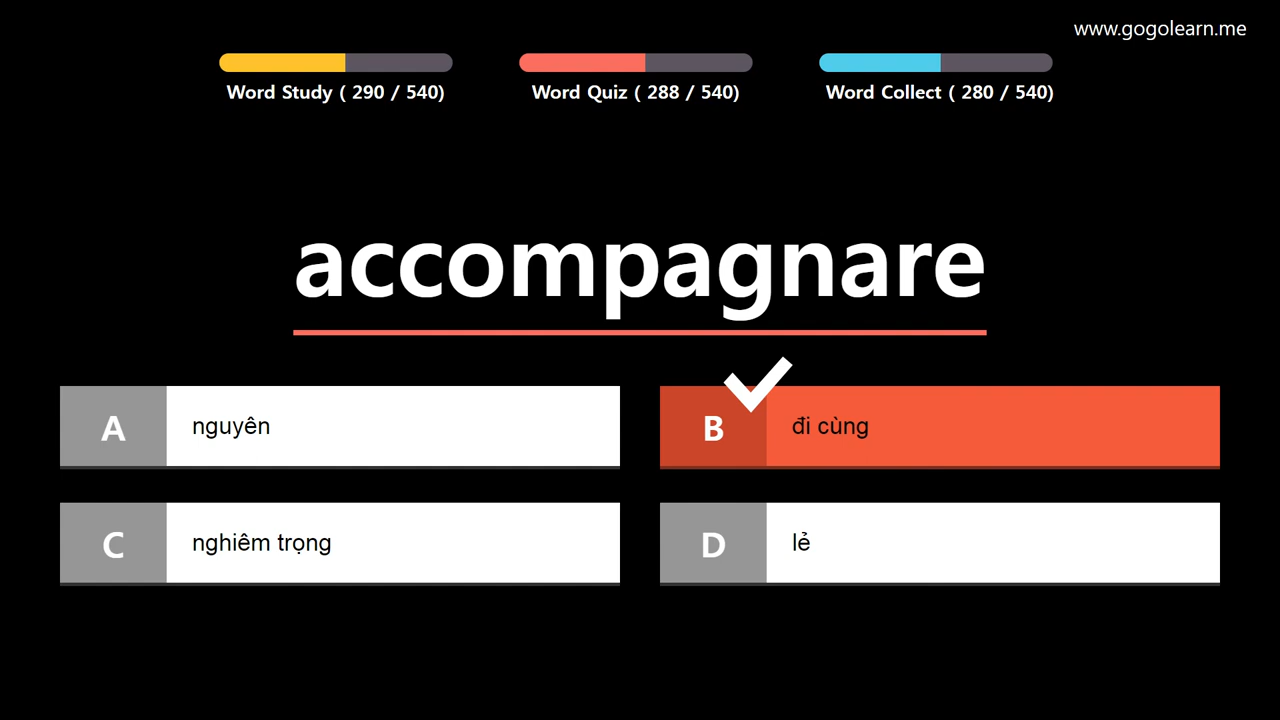 www.gogolearn.me
Word Study ( 290 / 540)
Word Quiz ( 288 / 540)
Word Collect ( 280 / 540)
accompagnare
A nguyên
B đi cùng
C nghiêm trọng
D lẻ